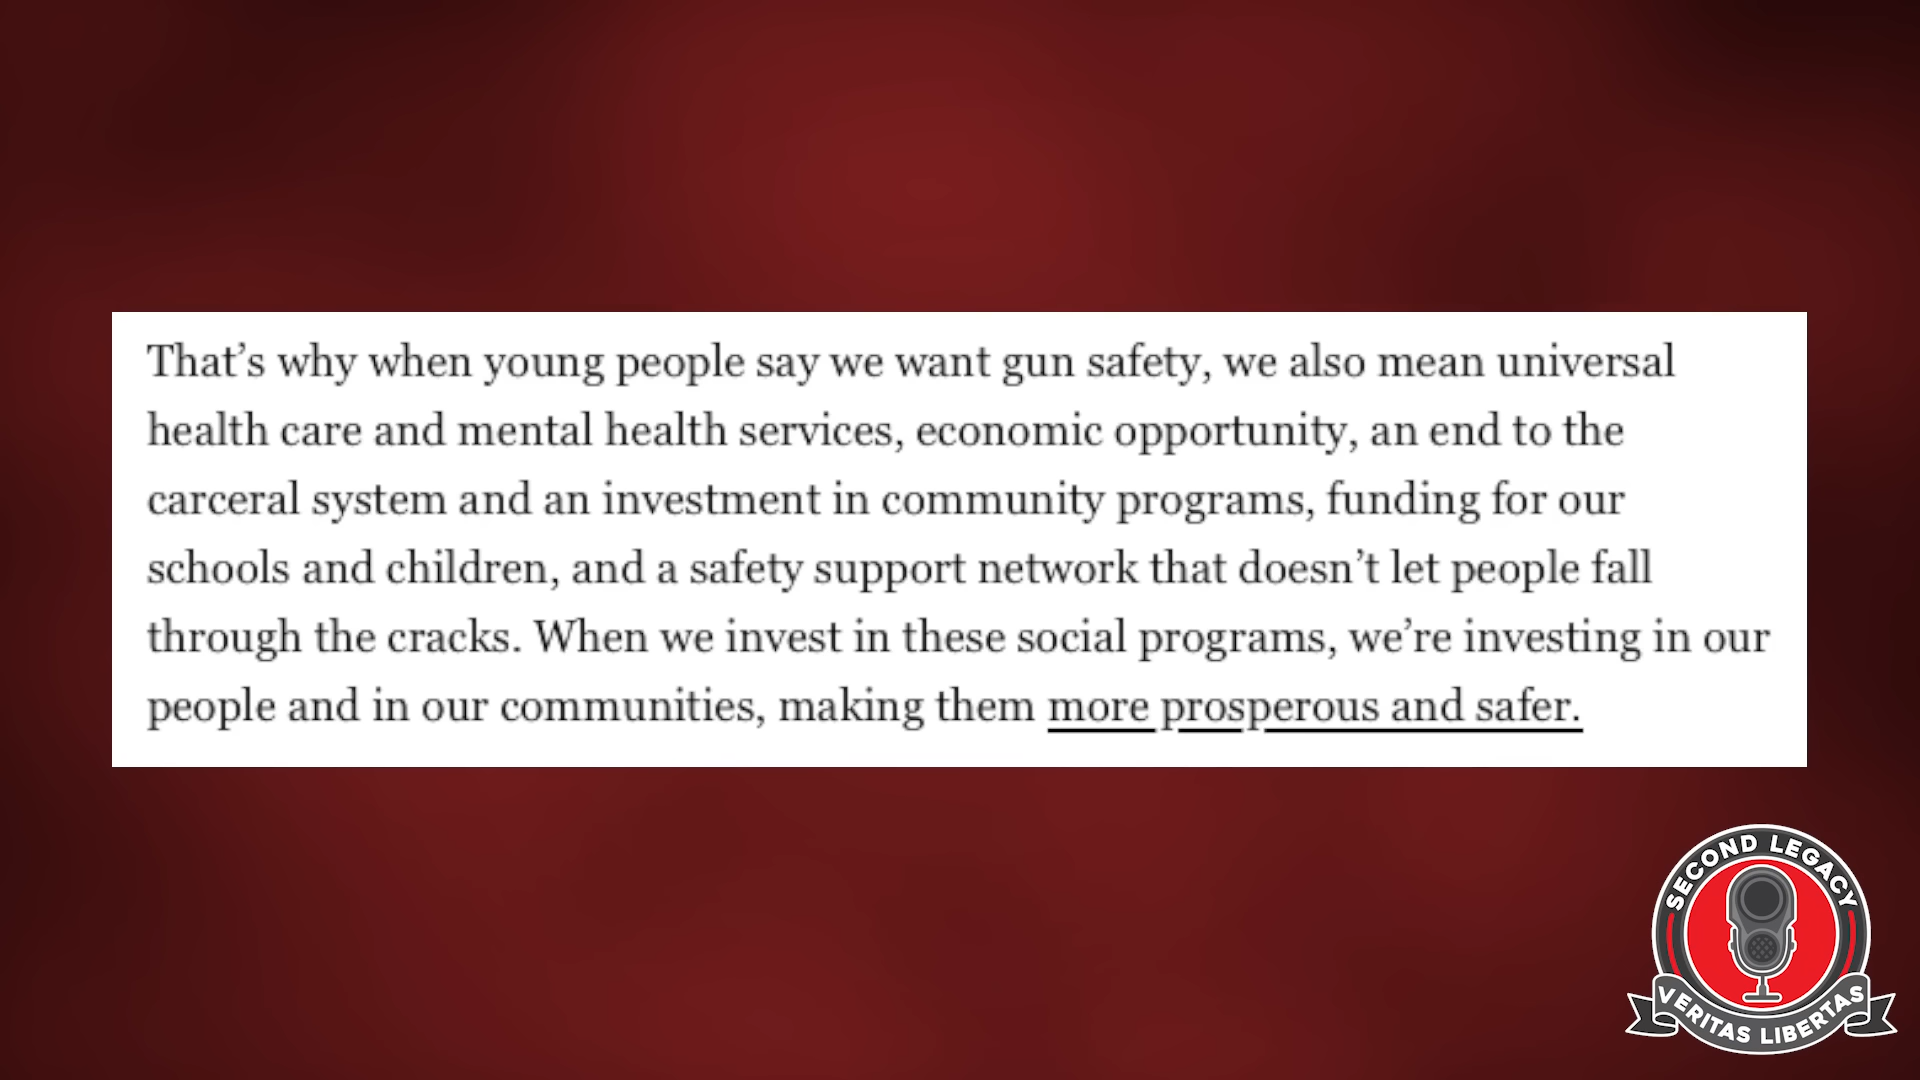 That’s why when young people say we want gun safety, we also mean universal
health care and mental health services, economic opportunity, an end to the
carceral system and an investment in community programs, funding for our
schools and children, and a safety support network that doesn’t let people fall
through the cracks. When we invest in these social programs, we’re investing in our
people and in our communities, making them more prosperous and safer.
SECOND LEGACY
VERITAS LIBERTAS